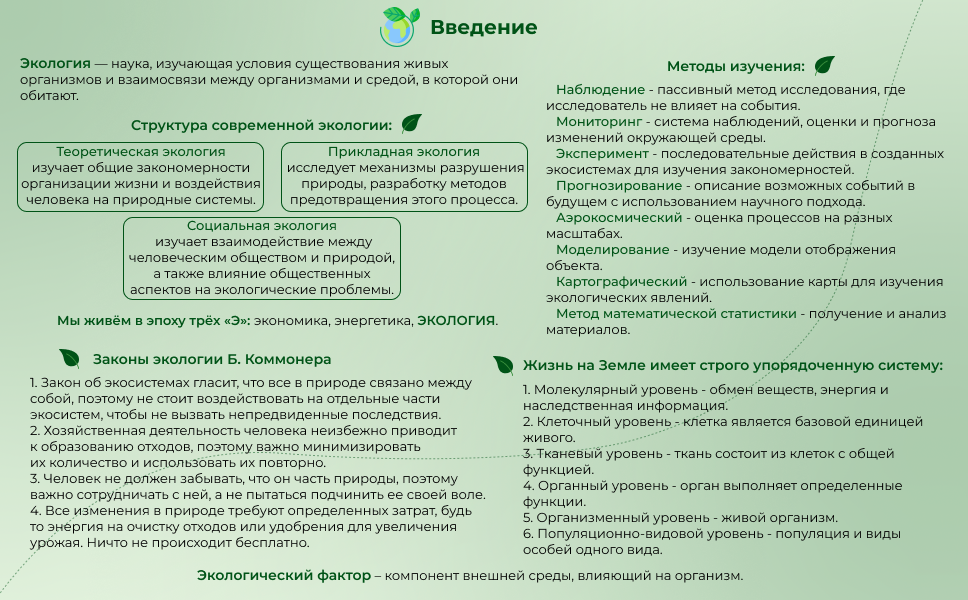 Введение
Экология — наука, изучающая условия существования живых
организмов и взаимосвязи между организмами и средой, в которой они
обитают.
Структура современной экологии:
Теоретическая экология
изучает общие закономерности
организации жизни и воздействия
человека на природные системы.
Прикладная экология
исследует механизмы разрушения
природы, разработку методов
предотвращения этого процесса.
Социальная экология
изучает взаимодействие между
человеческим обществом и природой,
а также влияние общественных
аспектов на экологические проблемы.
Мы живём в эпоху трёх «Э»: экономика, энергетика, ЭКОЛОГИЯ.
Методы изучения:
Наблюдение - пассивный метод исследования, где
исследователь не влияет на события.
Мониторинг - система наблюдений, оценки и прогноза
изменений окружающей среды.
Эксперимент - последовательные действия в созданных
экосистемах для изучения закономерностей.
Прогнозирование - описание возможных событий в
будущем с использованием научного подхода.
Аэрокосмический - оценка процессов на разных
масштабах.
Моделирование - изучение модели отображения
объекта.
Картографический - использование карты для изучения
экологических явлений.
Метод математической статистики - получение и анализ
материалов.
Законы экологии Б. Коммонера
1. Закон об экосистемах гласит, что все в природе связано между
собой, поэтому не стоит воздействовать на отдельные части
экосистем, чтобы не вызвать непредвиденные последствия.
2. Хозяйственная деятельность человека неизбежно приводит
к образованию отходов, поэтому важно минимизировать
их количество и использовать их повторно.
3. Человек не должен забывать, что он часть природы, поэтому
важно сотрудничать с ней, а не пытаться подчинить ее своей воле.
4. Все изменения в природе требуют определенных затрат, будь
то энергия на очистку отходов или удобрения для увеличения
урожая. Ничто не происходит бесплатно.
Жизнь на Земле имеет строго упорядоченную систему:
1. Молекулярный уровень - обмен веществ, энергия и
наследственная информация.
2. Клеточный уровень - клетка является базовой единицей
живого.
3. Тканевый уровень - ткань состоит из клеток с общей
функцией.
4. Органный уровень - орган выполняет определенные
функции.
5. Организменный уровень - живой организм.
6. Популяционно-видовой уровень - популяция и виды
особей одного вида.
Экологический фактор – компонент внешней среды, влияющий на организм.